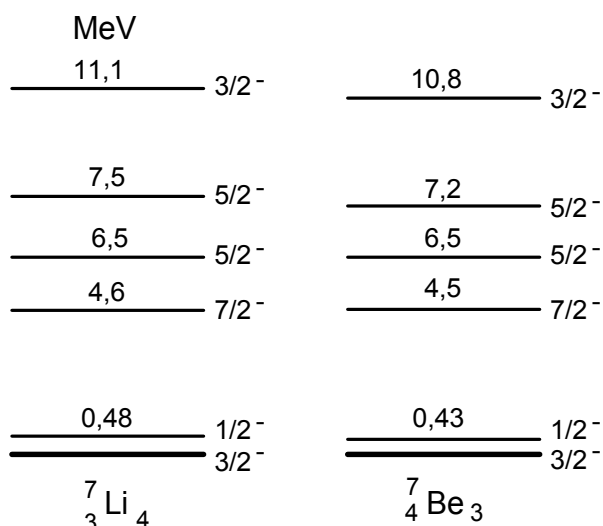 MeV
11,1 3/2⁻ 10,8 3/2⁻
7,5 5/2⁻ 7,2 5/2⁻
6,5 5/2⁻ 6,5 5/2⁻
4,6 7/2⁻ 4,5 7/2⁻
0,48 1/2⁻ 0,43 1/2⁻
3/2⁻ 3/2⁻
⁷₃Li₄ ⁷₄Be₃